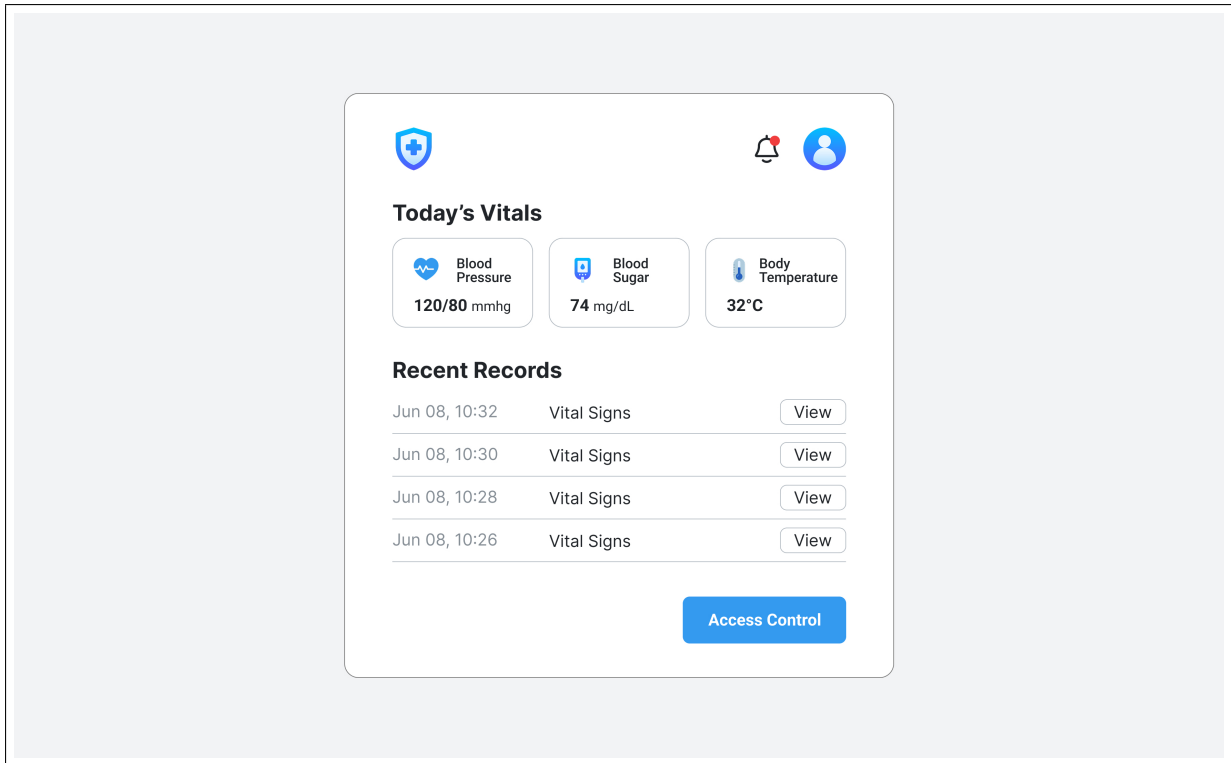 Today’s Vitals
Blood
Pressure
120/80 mmhg
Blood
Sugar
74 mg/dL
Body
Temperature
32°C
Recent Records
Jun 08, 10:32 Vital Signs View
Jun 08, 10:30 Vital Signs View
Jun 08, 10:28 Vital Signs View
Jun 08, 10:26 Vital Signs View
Access Control